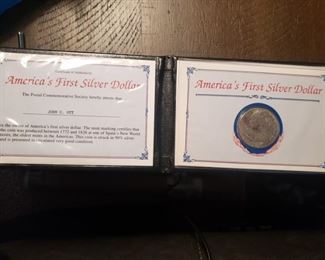 Certificate of Authenticity
America's First Silver Dollar
The Postal Commemorative Society hereby attests that
JOHN
is the owner of America's first silver dollar. The mint marking certifies that
the coin was produced between 1772 and 1826 at one of Spain's New World
mints, the oldest mints in the Americas. This coin is struck in 90% silver
and is presented in circulated very good condition.
America's First Silver Dollar